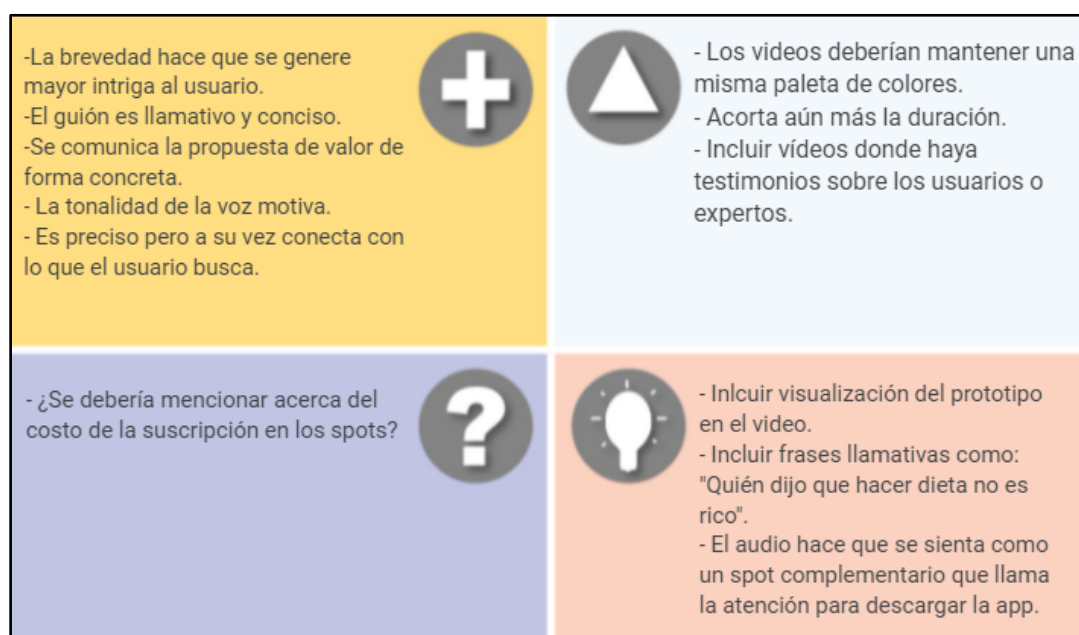 -La brevedad hace que se genere
mayor intriga al usuario.
-El guión es llamativo y conciso.
-Se comunica la propuesta de valor de
forma concreta.
- La tonalidad de la voz motiva.
- Es preciso pero a su vez conecta con
lo que el usuario busca.
- Los videos deberían mantener una
misma paleta de colores.
- Acorta aún más la duración.
- Incluir vídeos donde haya
testimonios sobre los usuarios o
expertos.
- ¿Se debería mencionar acerca del
costo de la suscripción en los spots?
- Inlcuir visualización del prototipo
en el video.
- Incluir frases llamativas como:
"Quién dijo que hacer dieta no es
rico".
- El audio hace que se sienta como
un spot complementario que llama
la atención para descargar la app.